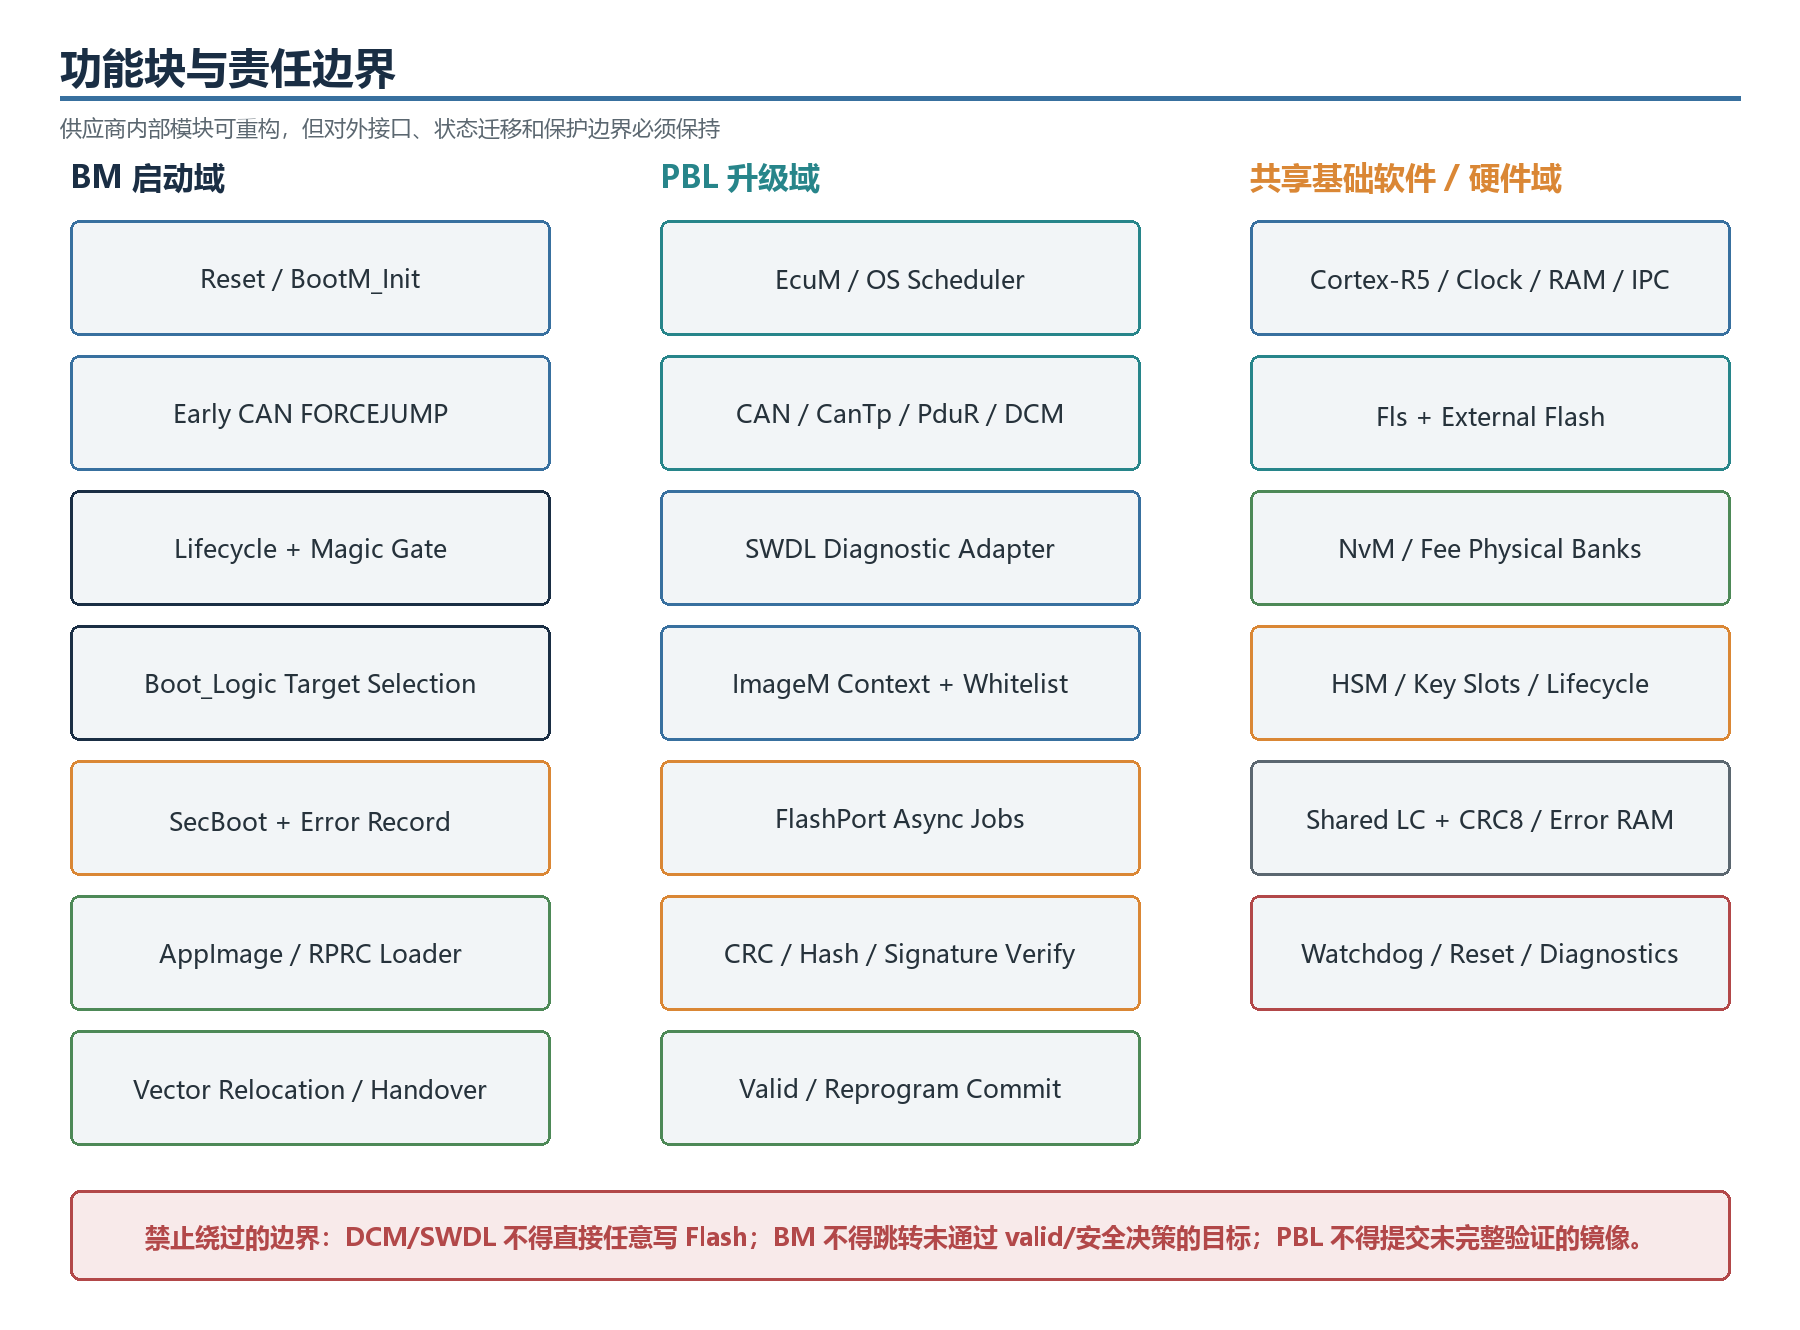 功能块与责任边界
供应商内部模块可重构，但对外接口、状态迁移和保护边界必须保持
BM 启动域
Reset / BootM_Init
Early CAN FORCEJUMP
Lifecycle + Magic Gate
Boot_Logic Target Selection
SecBoot + Error Record
AppImage / RPRC Loader
Vector Relocation / Handover
PBL 升级域
EcuM / OS Scheduler
CAN / CanTp / PduR / DCM
SWDL Diagnostic Adapter
ImageM Context + Whitelist
FlashPort Async Jobs
CRC / Hash / Signature Verify
Valid / Reprogram Commit
共享基础软件 / 硬件域
Cortex-R5 / Clock / RAM / IPC
Fls + External Flash
NvM / Fee Physical Banks
HSM / Key Slots / Lifecycle
Shared LC + CRC8 / Error RAM
Watchdog / Reset / Diagnostics
禁止绕过的边界：DCM/SWDL 不得直接任意写 Flash；BM 不得跳转未通过 valid/安全决策的目标；PBL 不得提交未完整验证的镜像。